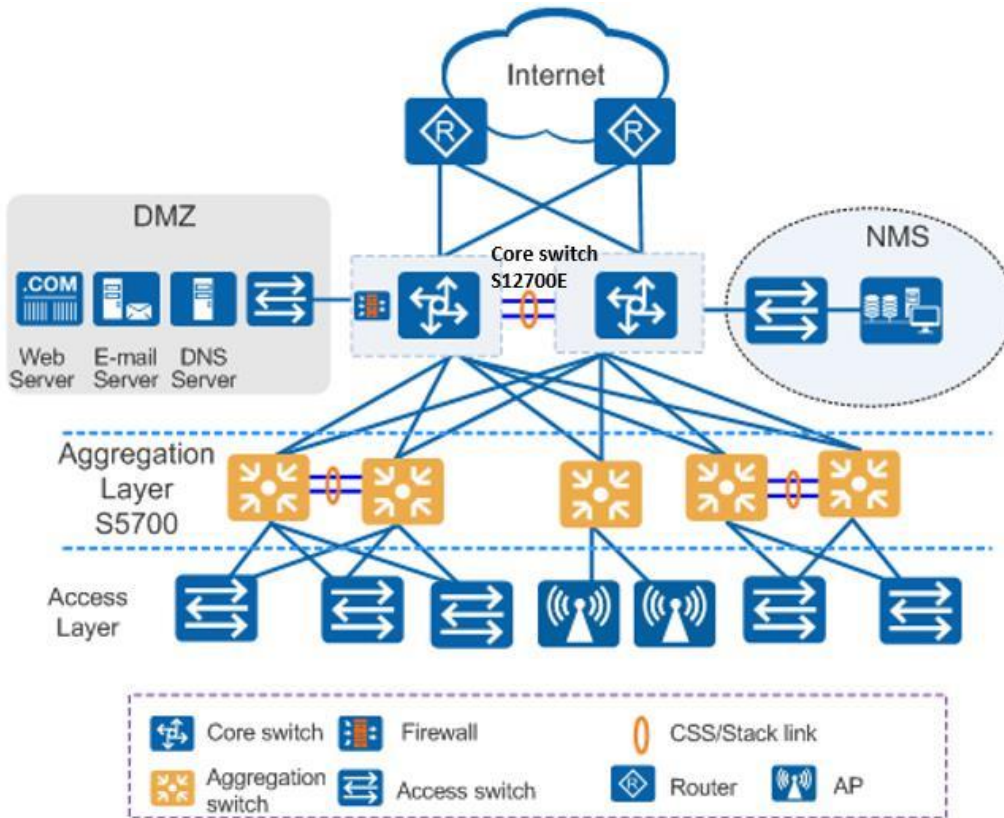 Internet
R
R
DMZ
Core switch
S12700E
NMS
.COM
Web
Server
E-mail
Server
DNS
Server
Aggregation
Layer
S5700
Access
Layer
Core switch
Firewall
CSS/Stack link
Aggregation
switch
Access switch
R
Router
AP